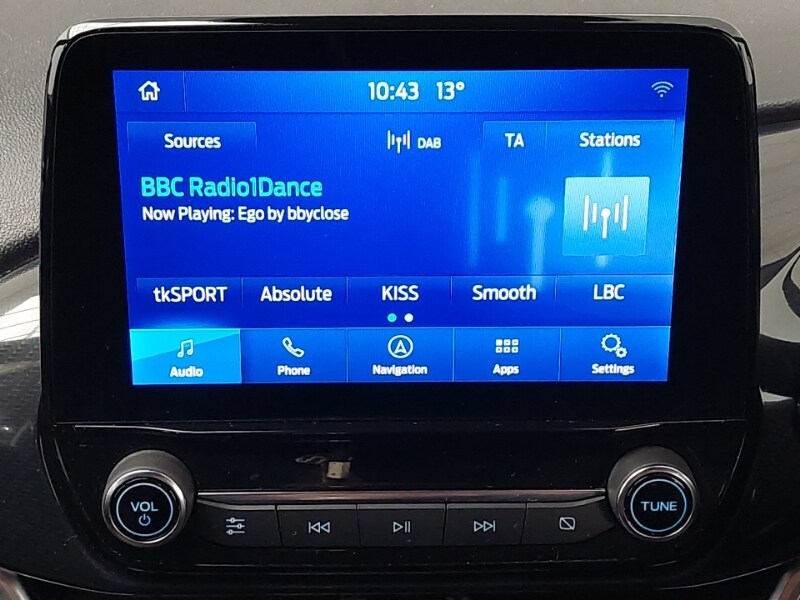 10:43 13°
Sources DAB TA Stations
BBC Radio1Dance
Now Playing: Ego by bbyclose
tkSPORT Absolute KISS Smooth LBC
Audio Phone Navigation Apps Settings
VOL TUNE